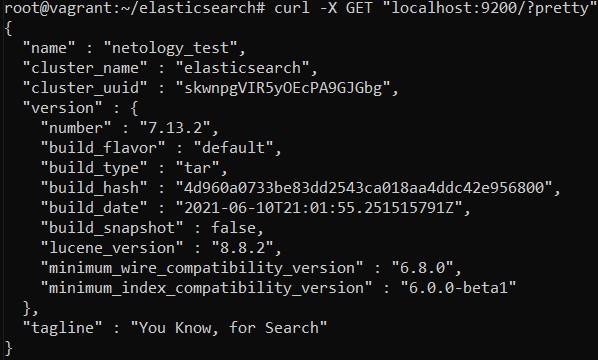 root@vagrant:~/elasticsearch# curl -X GET "localhost:9200/?pretty"
{
  "name" : "netology_test",
  "cluster_name" : "elasticsearch",
  "cluster_uuid" : "skwnpgVIR5yOEcPA9GJGbg",
  "version" : {
    "number" : "7.13.2",
    "build_flavor" : "default",
    "build_type" : "tar",
    "build_hash" : "4d960a0733be83dd2543ca018aa4ddc42e956800",
    "build_date" : "2021-06-10T21:01:55.251515791Z",
    "build_snapshot" : false,
    "lucene_version" : "8.8.2",
    "minimum_wire_compatibility_version" : "6.8.0",
    "minimum_index_compatibility_version" : "6.0.0-beta1"
  },
  "tagline" : "You Know, for Search"
}